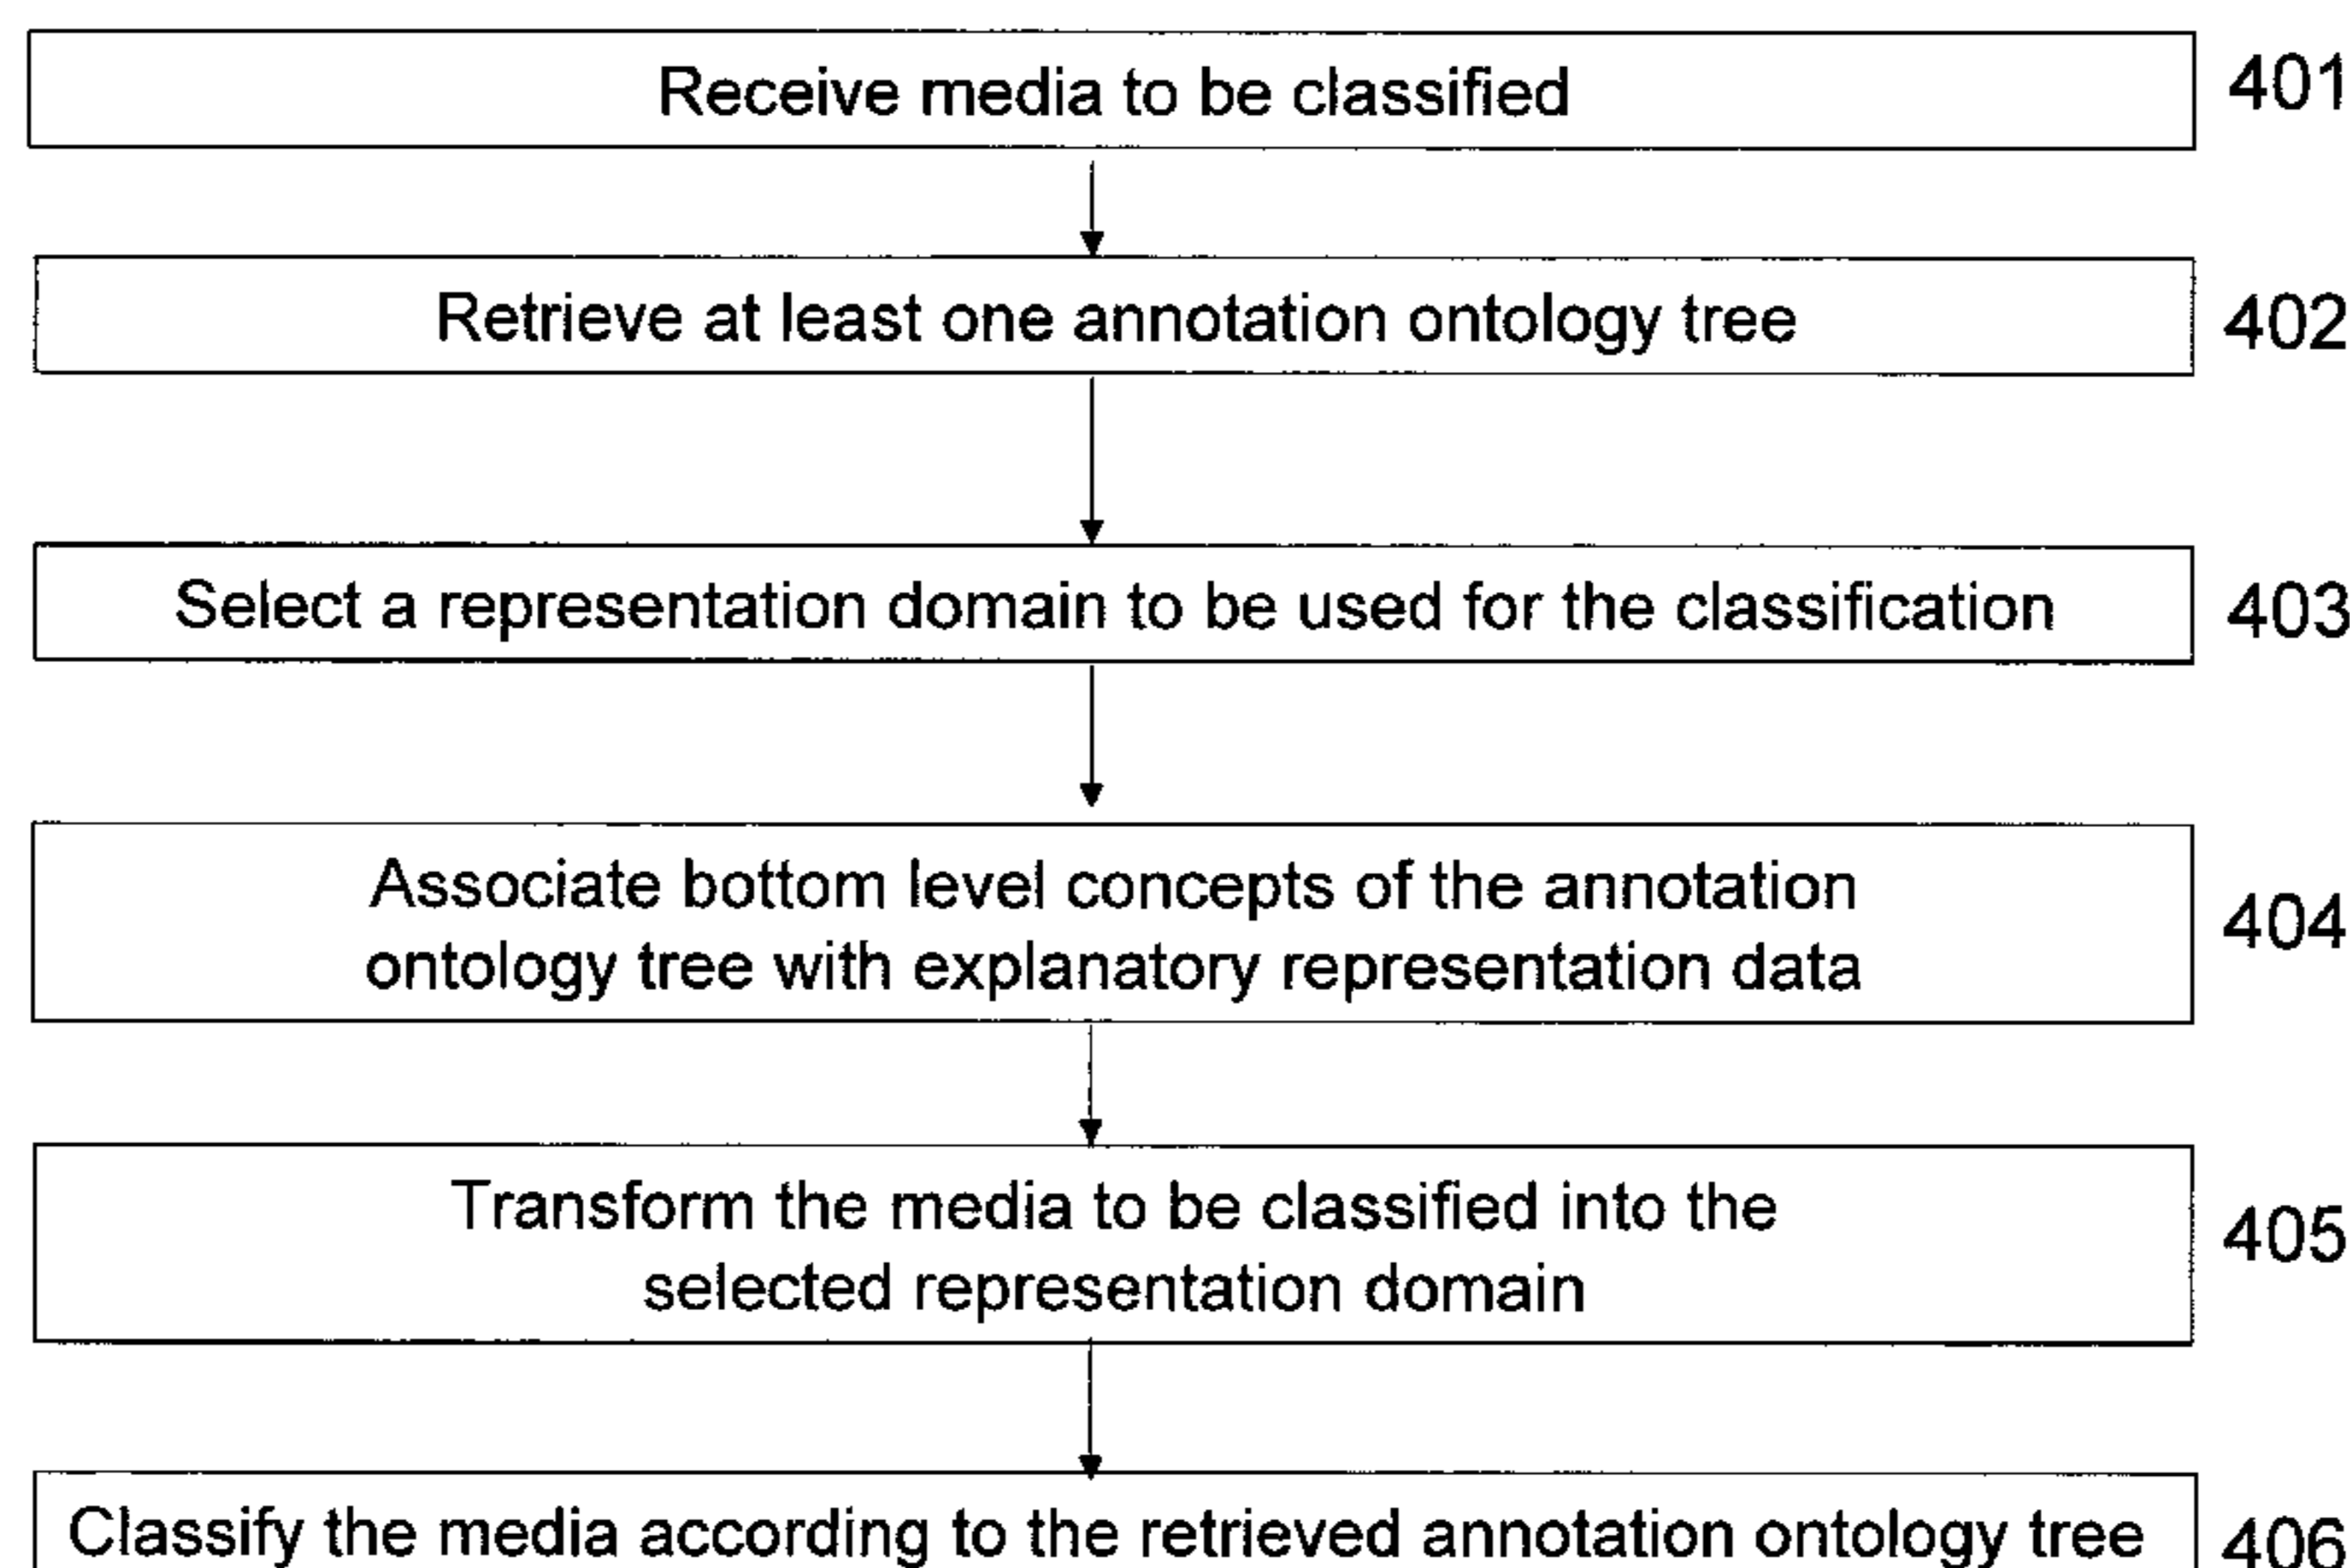 Receive media to be classified 401
Retrieve at least one annotation ontology tree 402
Select a representation domain to be used for the classification 403
Associate bottom level concepts of the annotation
ontology tree with explanatory representation data
404
Transform the media to be classified into the
selected representation domain
405
Classify the media according to the retrieved annotation ontology tree 406